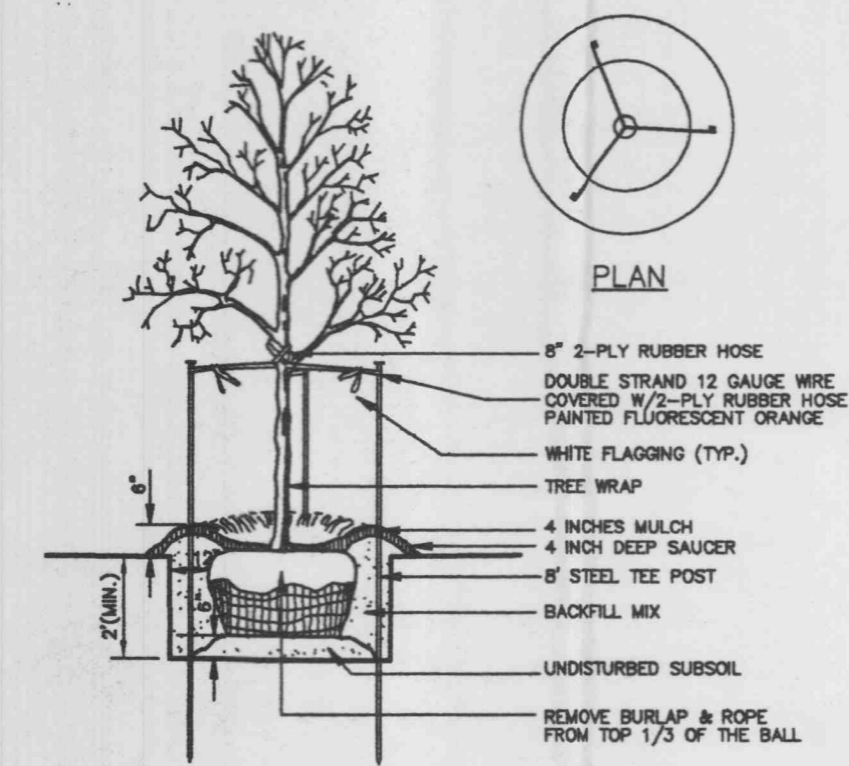 PLAN
8" 2-PLY RUBBER HOSE
DOUBLE STRAND 12 GAUGE WIRE
COVERED W/2-PLY RUBBER HOSE
PAINTED FLUORESCENT ORANGE
WHITE FLAGGING (TYP.)
TREE WRAP
6"
4 INCHES MULCH
4 INCH DEEP SAUCER
12"
8' STEEL TEE POST
2'(MIN.)
6"
BACKFILL MIX
UNDISTURBED SUBSOIL
REMOVE BURLAP & ROPE
FROM TOP 1/3 OF THE BALL